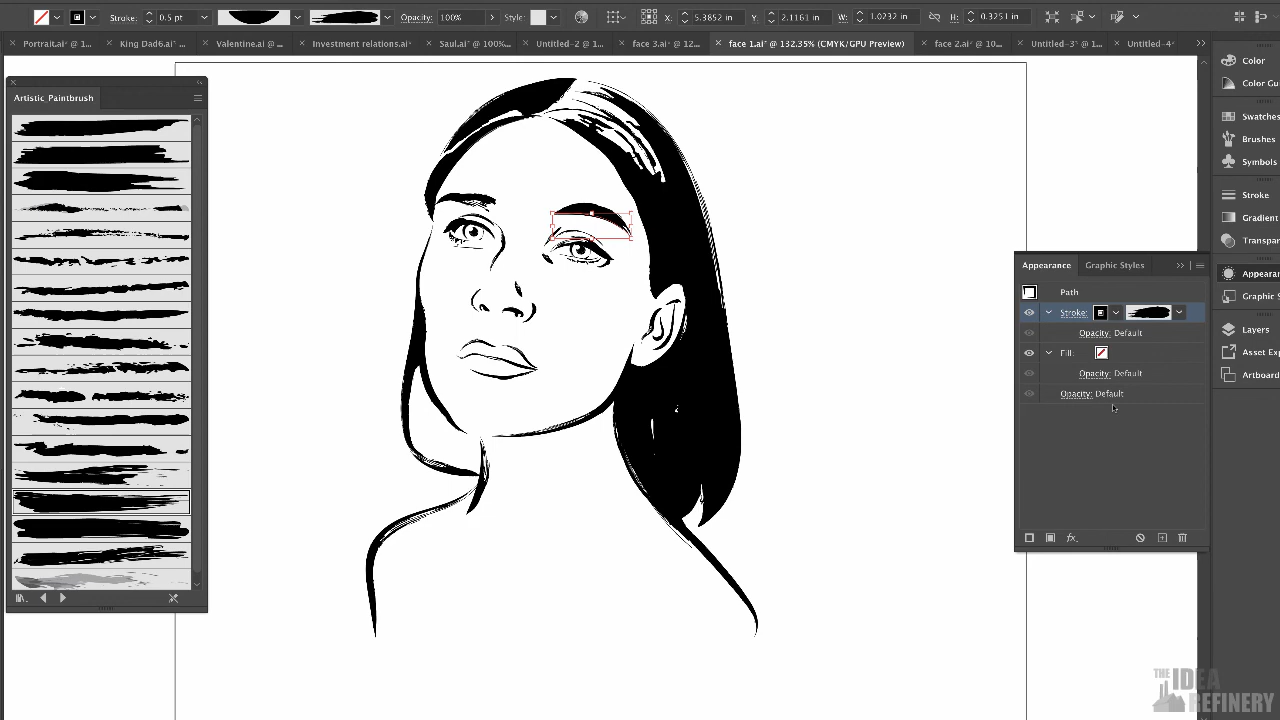 Stroke: 0.5 pt Opacity: 100% Style: X: 5.3852 in Y: 2.1161 in W: 1.0232 in H: 0.3251 in
Portrait.ai* @ 1... King Dad6.ai* ... Valentine.ai @ ... Investment relations.ai* Saul.ai @ 100%... Untitled-2 @ 1... face 3.ai* @ 12... face 1.ai* @ 132.35% (CMYK/GPU Preview) face 2.ai* @ 10... Untitled-3* @ 1... Untitled-4*
Artistic_Paintbrush
Color
Color Gu
Swatches
Brushes
Symbols
Stroke
Gradient
Transpar
Appearan
Graphic S
Layers
Asset Exp
Artboard
Appearance Graphic Styles
Path
Stroke:
Opacity: Default
Fill:
Opacity: Default
Opacity: Default
fx
THE IDEA
REFINERY